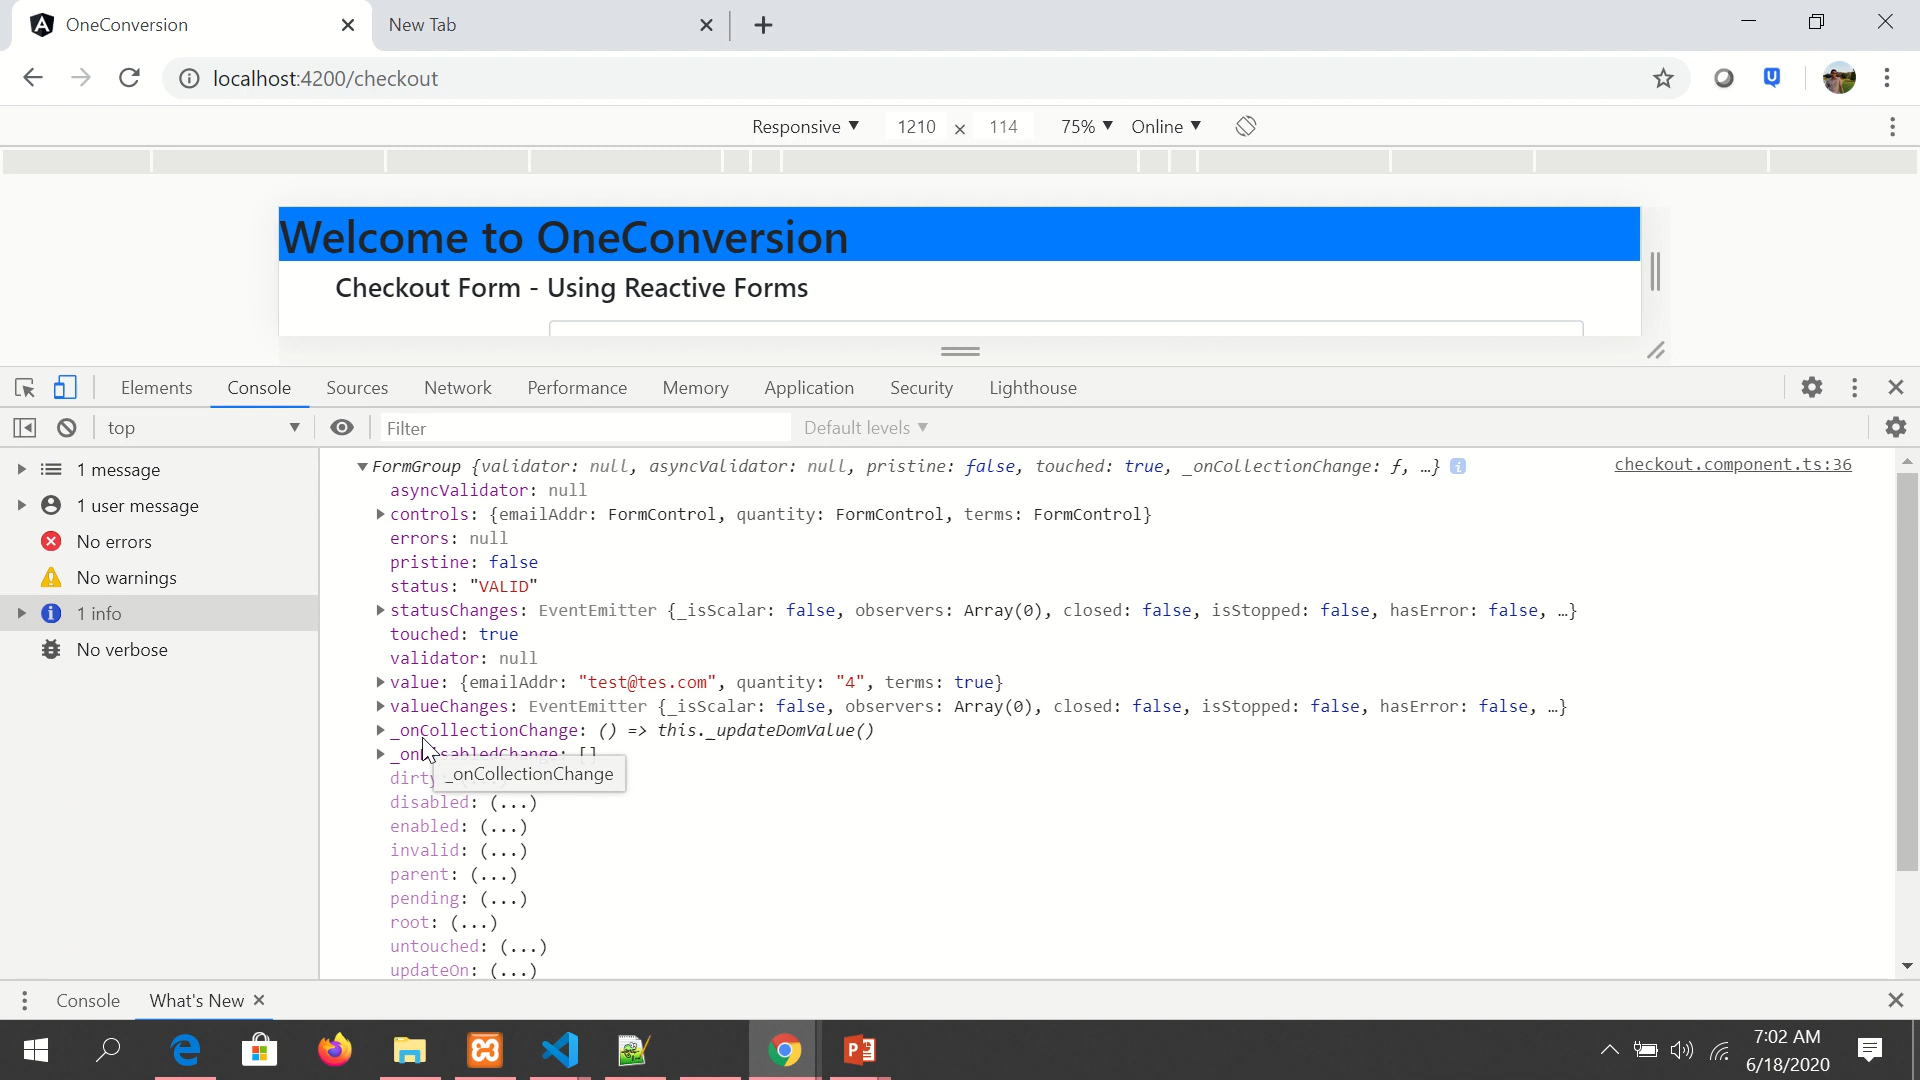 OneConversion
New Tab
localhost:4200/checkout
Responsive ▼ 1210 × 114 75% ▼ Online ▼
Welcome to OneConversion
Checkout Form - Using Reactive Forms
Elements Console Sources Network Performance Memory Application Security Lighthouse
top ▼ Filter Default levels ▼
1 message
1 user message
No errors
No warnings
1 info
No verbose
▼FormGroup {validator: null, asyncValidator: null, pristine: false, touched: true, _onCollectionChange: ƒ, …} checkout.component.ts:36
asyncValidator: null
▶controls: {emailAddr: FormControl, quantity: FormControl, terms: FormControl}
errors: null
pristine: false
status: "VALID"
▶statusChanges: EventEmitter {_isScalar: false, observers: Array(0), closed: false, isStopped: false, hasError: false, …}
touched: true
validator: null
▶value: {emailAddr: "test@tes.com", quantity: "4", terms: true}
▶valueChanges: EventEmitter {_isScalar: false, observers: Array(0), closed: false, isStopped: false, hasError: false, …}
▶_onCollectionChange: () => this._updateDomValue()
▶ []
_onCollectionChange
dirty
disabled: (...)
enabled: (...)
invalid: (...)
parent: (...)
pending: (...)
root: (...)
untouched: (...)
updateOn: (...)
Console What's New
7:02 AM
6/18/2020